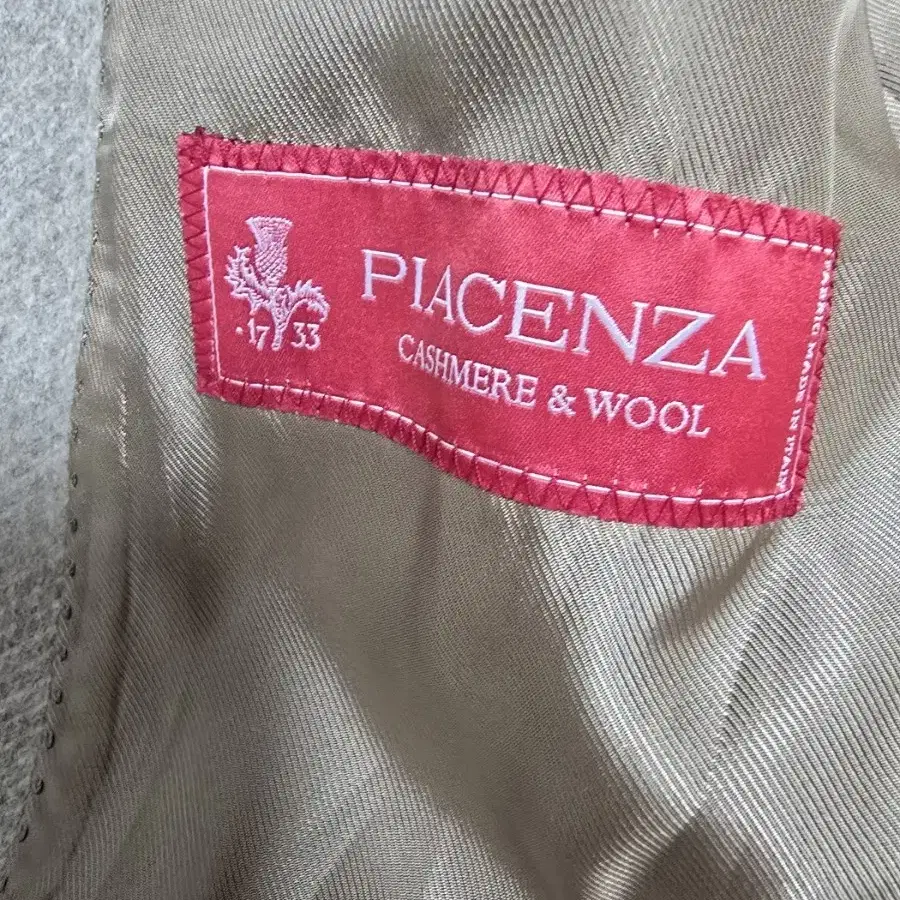 ·17 33
PIACENZA
CASHMERE & WOOL
FABRIC MADE IN ITALY